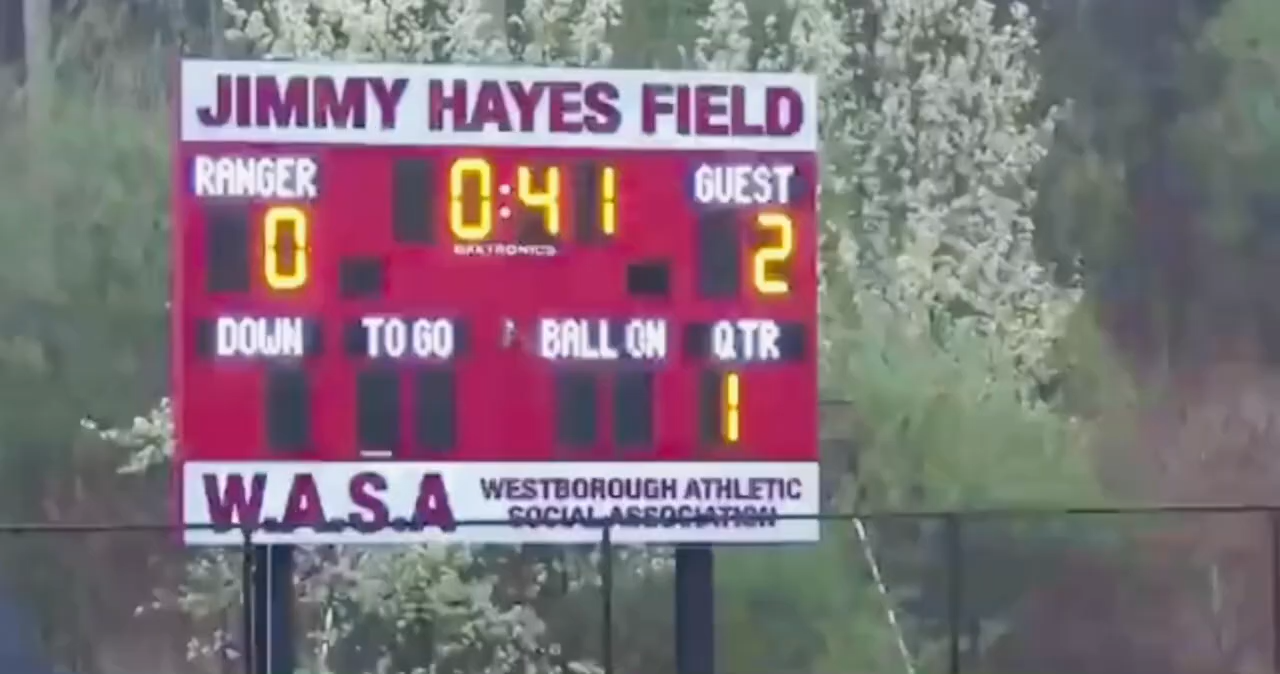 JIMMY HAYES FIELD
RANGER 0:41 GUEST
0 DAKTRONICS 2
DOWN TO GO BALL ON QTR
1
W.A.S.A WESTBOROUGH ATHLETIC
SOCIAL ASSOCIATION